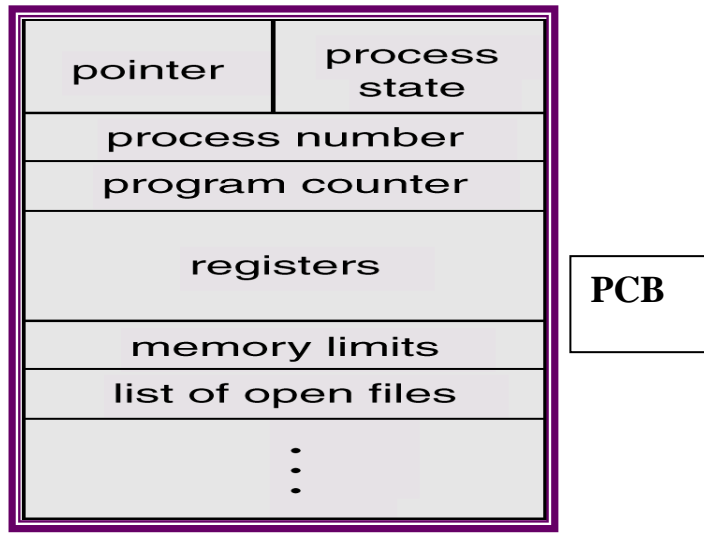 pointer
process
state
process number
program counter
registers
memory limits
list of open files
PCB